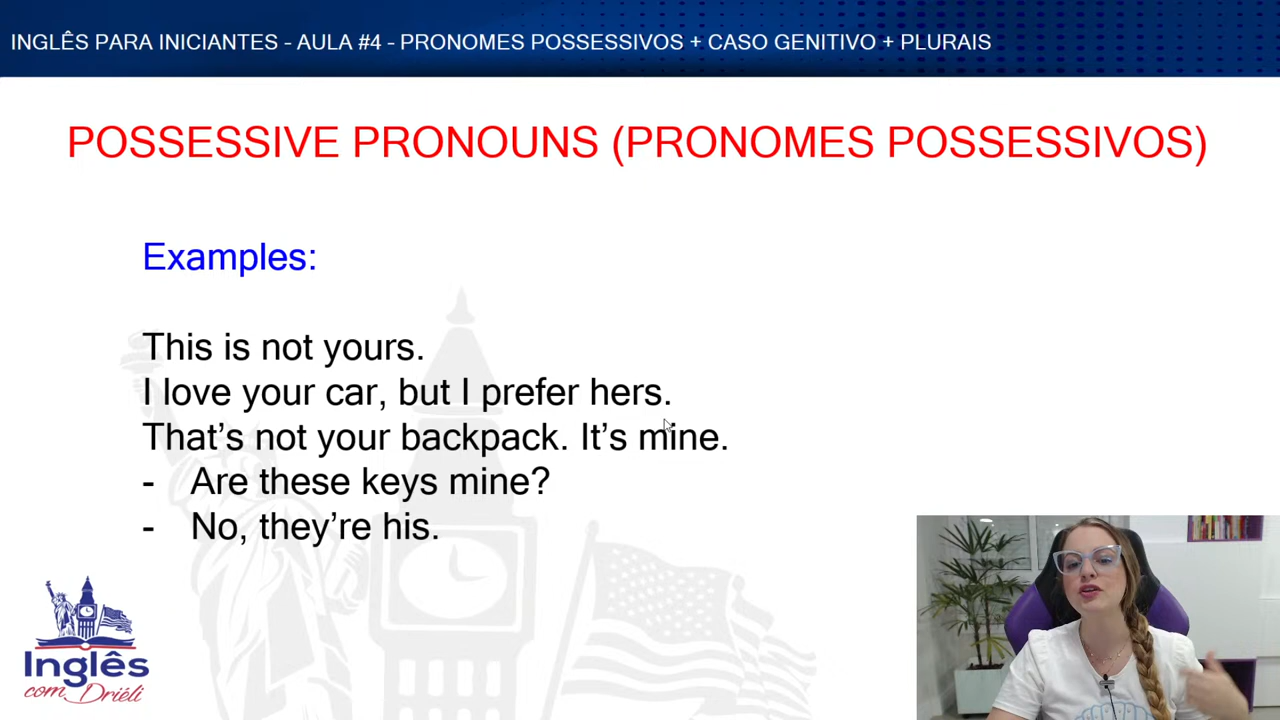 INGLÊS PARA INICIANTES - AULA #4 - PRONOMES POSSESSIVOS + CASO GENITIVO + PLURAIS
POSSESSIVE PRONOUNS (PRONOMES POSSESSIVOS)
Examples:
This is not yours.
I love your car, but I prefer hers.
That’s not your backpack. It’s mine.
- Are these keys mine?
- No, they’re his.
Inglês
com Driéli